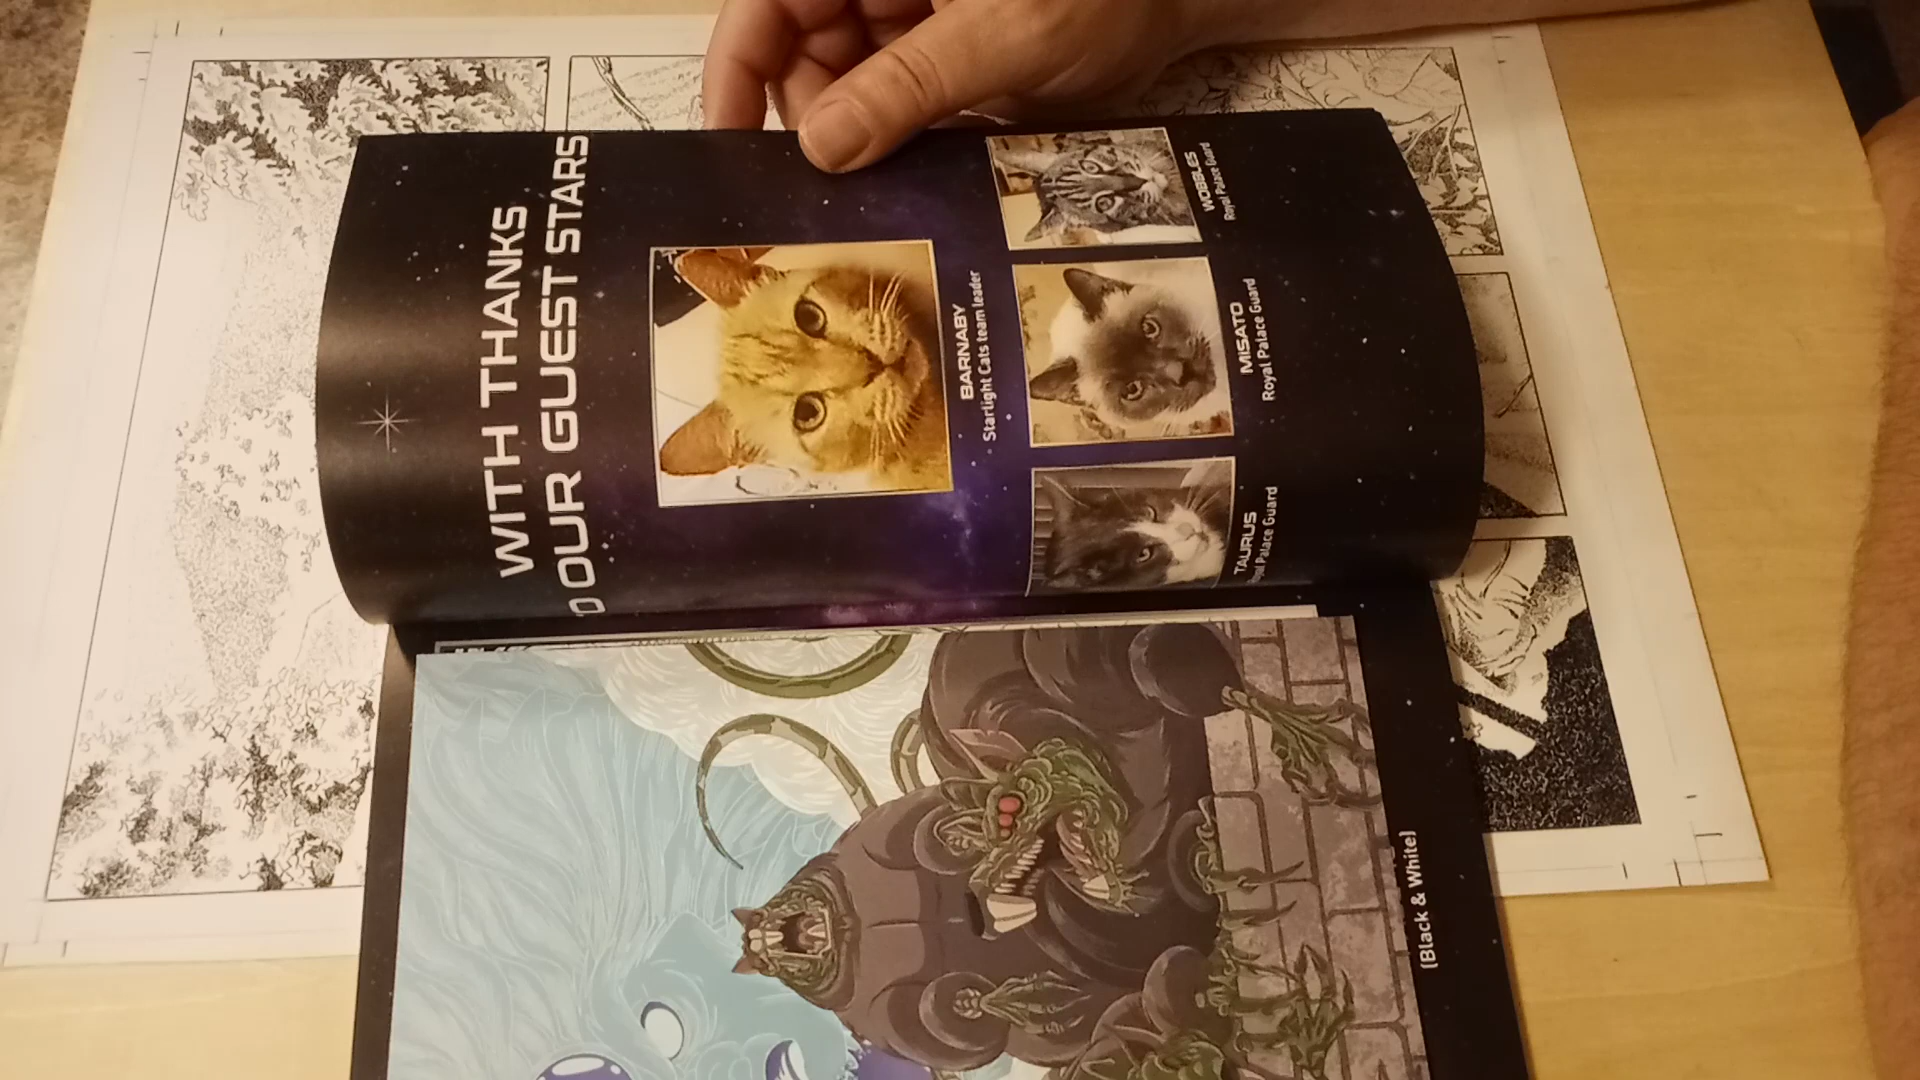 WITH THANKS
OUR GUEST STARS
BARNABY
Starlight Cats team leader
TAURUS
Palace Guard
MISATO
Royal Palace Guard
WOBBLES
Royal Palace Guard
(Black & White)